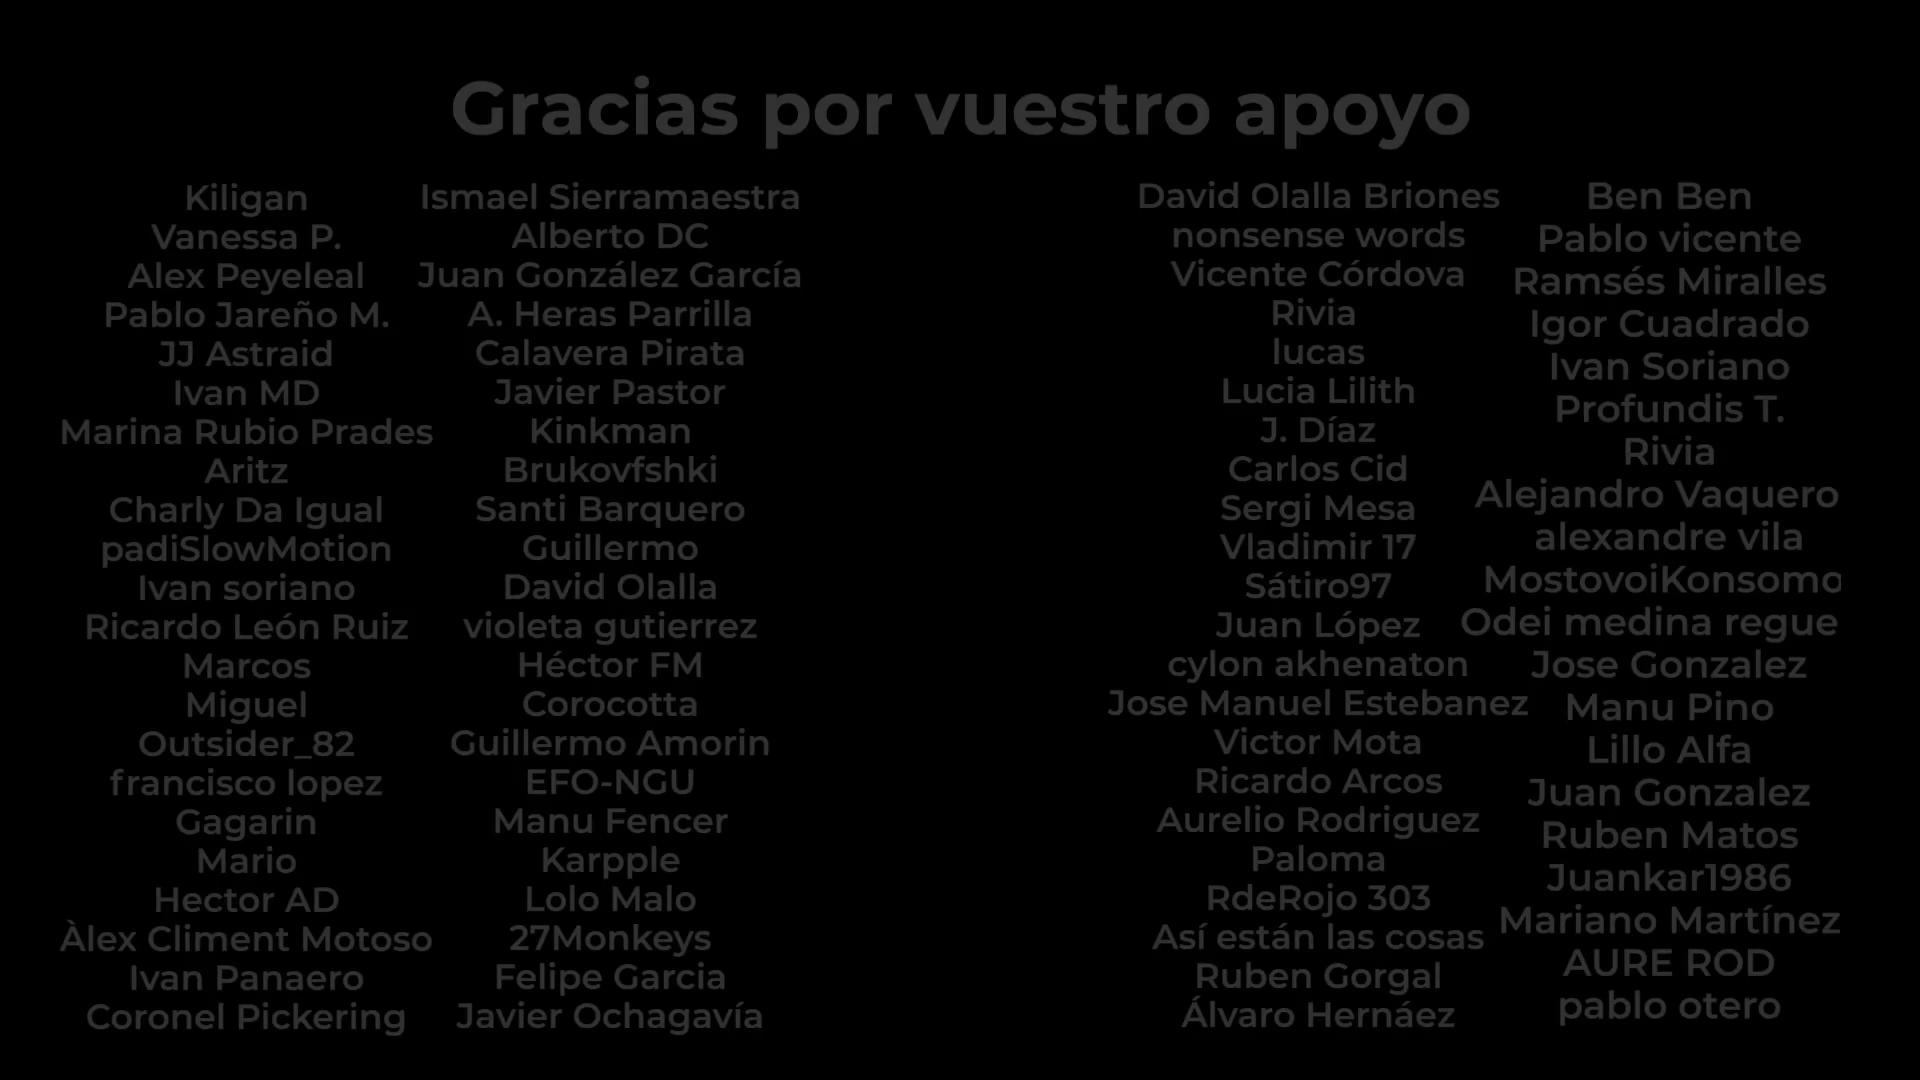 Gracias por vuestro apoyo
Kiligan
Vanessa P.
Alex Peyeleal
Pablo Jareño M.
JJ Astraid
Ivan MD
Marina Rubio Prades
Aritz
Charly Da Igual
padiSlowMotion
Ivan soriano
Ricardo León Ruiz
Marcos
Miguel
Outsider_82
francisco lopez
Gagarin
Mario
Hector AD
Àlex Climent Motoso
Ivan Panaero
Coronel Pickering
Ismael Sierramaestra
Alberto DC
Juan González García
A. Heras Parrilla
Calavera Pirata
Javier Pastor
Kinkman
Brukovfshki
Santi Barquero
Guillermo
David Olalla
violeta gutierrez
Héctor FM
Corocotta
Guillermo Amorin
EFO-NGU
Manu Fencer
Karpple
Lolo Malo
27Monkeys
Felipe Garcia
Javier Ochagavía
David Olalla Briones
nonsense words
Vicente Córdova
Rivia
lucas
Lucia Lilith
J. Díaz
Carlos Cid
Sergi Mesa
Vladimir 17
Sátiro97
Juan López
cylon akhenaton
Jose Manuel Estebanez
Victor Mota
Ricardo Arcos
Aurelio Rodriguez
Paloma
RdeRojo 303
Así están las cosas
Ruben Gorgal
Álvaro Hernáez
Ben Ben
Pablo vicente
Ramsés Miralles
Igor Cuadrado
Ivan Soriano
Profundis T.
Rivia
Alejandro Vaquero
alexandre vila
MostovoiKonsomo
Odei medina regue
Jose Gonzalez
Manu Pino
Lillo Alfa
Juan Gonzalez
Ruben Matos
Juankar1986
Mariano Martínez
AURE ROD
pablo otero